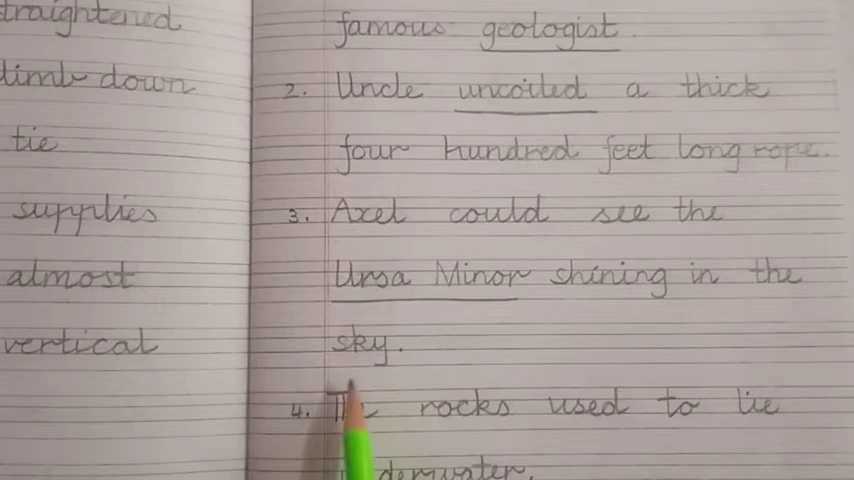 traightened
limb down
tie
supplies
almost
vertical
famous geologist.
2. Uncle uncoiled a thick
four hundred feet long rope.
3. Axel could see the
Ursa Minor shining in the
sky.
4. The rocks used to lie
derwater.